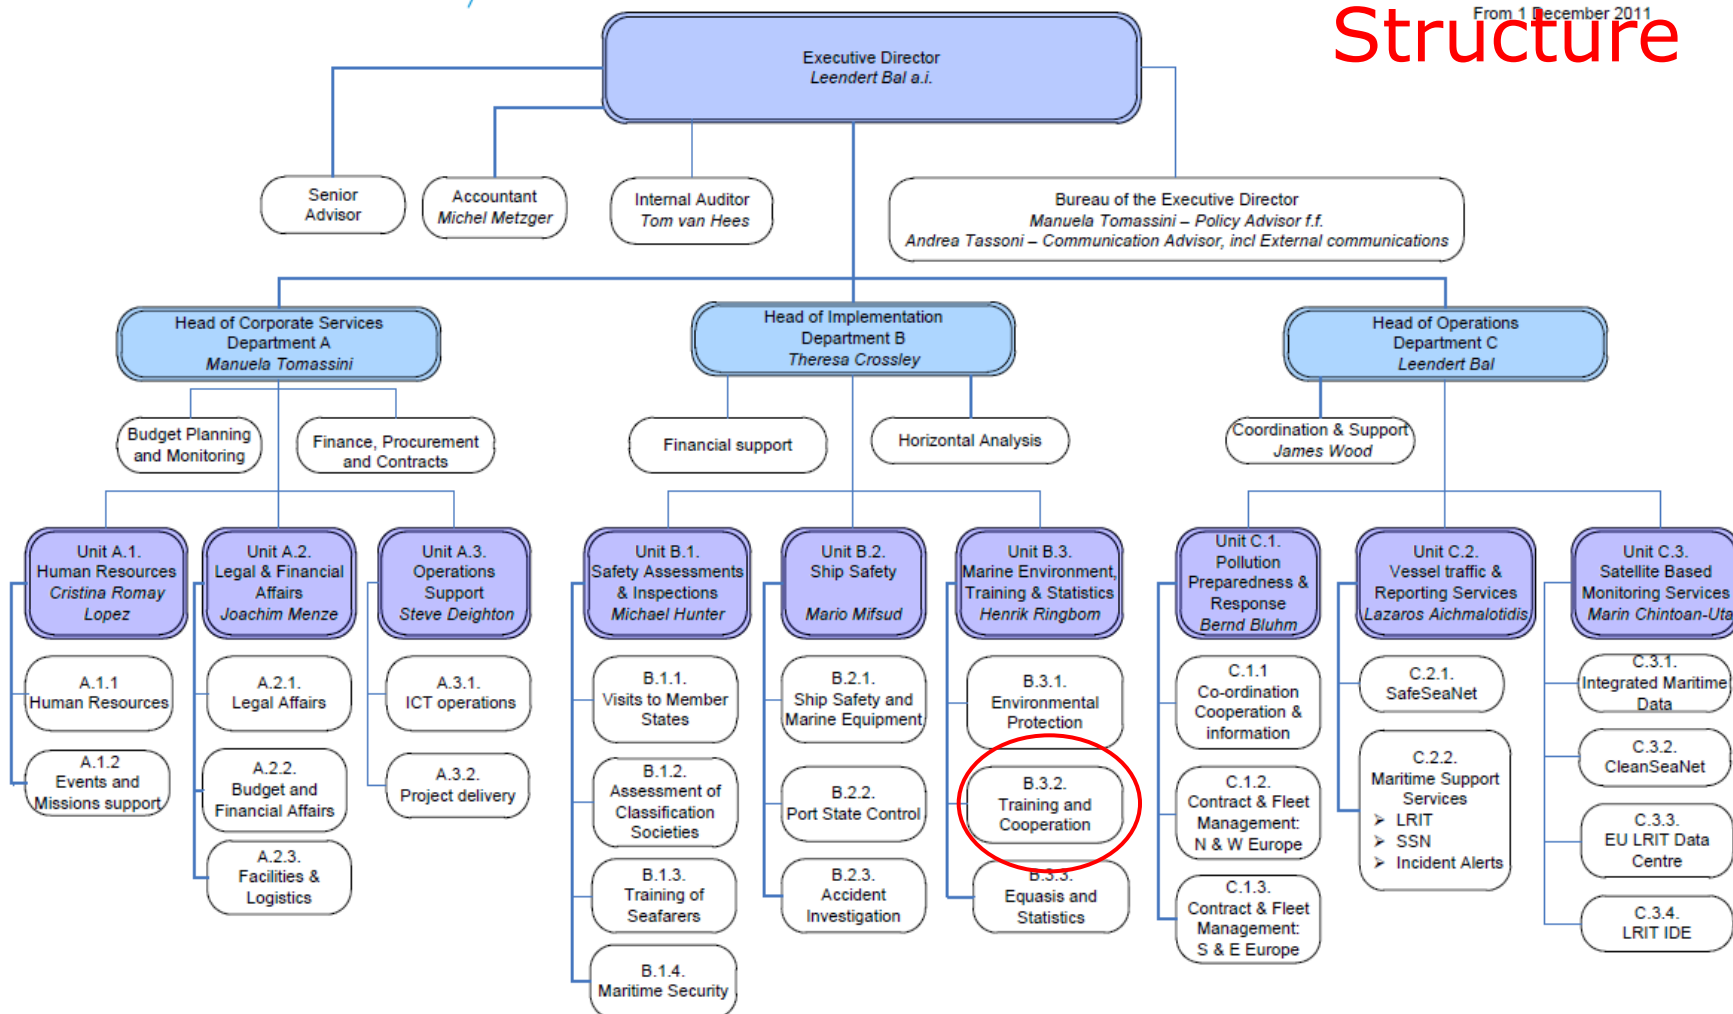 From 1 December 2011
Structure
Executive Director
Leendert Bal a.i.
Senior
Advisor
Accountant
Michel Metzger
Internal Auditor
Tom van Hees
Bureau of the Executive Director
Manuela Tomassini – Policy Advisor f.f.
Andrea Tassoni – Communication Advisor, incl External communications
Head of Corporate Services
Department A
Manuela Tomassini
Head of Implementation
Department B
Theresa Crossley
Head of Operations
Department C
Leendert Bal
Budget Planning
and Monitoring
Finance, Procurement
and Contracts
Financial support
Horizontal Analysis
Coordination & Support
James Wood
Unit A.1.
Human Resources
Cristina Romay
Lopez
Unit A.2.
Legal & Financial
Affairs
Joachim Menze
Unit A.3.
Operations
Support
Steve Deighton
Unit B.1.
Safety Assessments
& Inspections
Michael Hunter
Unit B.2.
Ship Safety
Mario Mifsud
Unit B.3.
Marine Environment,
Training & Statistics
Henrik Ringbom
Unit C.1.
Pollution
Preparedness &
Response
Bernd Bluhm
Unit C.2.
Vessel traffic &
Reporting Services
Lazaros Aichmalotidis
Unit C.3.
Satellite Based
Monitoring Services
Marin Chintoan-Uta
A.1.1
Human Resources
A.1.2
Events and
Missions support
A.2.1.
Legal Affairs
A.2.2.
Budget and
Financial Affairs
A.2.3.
Facilities &
Logistics
A.3.1.
ICT operations
A.3.2.
Project delivery
B.1.1.
Visits to Member
States
B.1.2.
Assessment of
Classification
Societies
B.1.3.
Training of
Seafarers
B.1.4.
Maritime Security
B.2.1.
Ship Safety and
Marine Equipment
B.2.2.
Port State Control
B.2.3.
Accident
Investigation
B.3.1.
Environmental
Protection
B.3.2.
Training and
Cooperation
B.3.3.
Equasis and
Statistics
C.1.1
Co-ordination
Cooperation &
information
C.1.2.
Contract & Fleet
Management:
N & W Europe
C.1.3.
Contract & Fleet
Management:
S & E Europe
C.2.1.
SafeSeaNet
C.2.2.
Maritime Support
Services
➢ LRIT
➢ SSN
➢ Incident Alerts
C.3.1.
Integrated Maritime
Data
C.3.2.
CleanSeaNet
C.3.3.
EU LRIT Data
Centre
C.3.4.
LRIT IDE